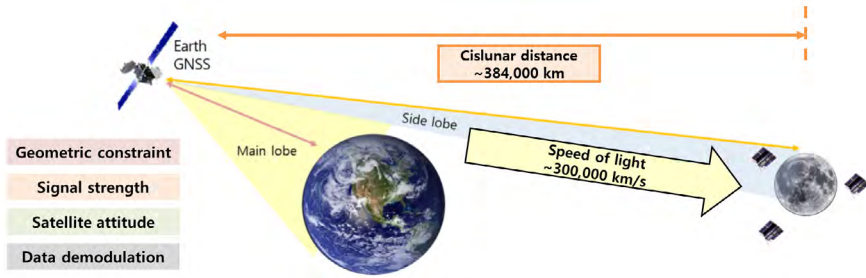 Earth
GNSS
Cislunar distance
~384,000 km
Side lobe
Main lobe
Speed of light
~300,000 km/s
Geometric constraint
Signal strength
Satellite attitude
Data demodulation